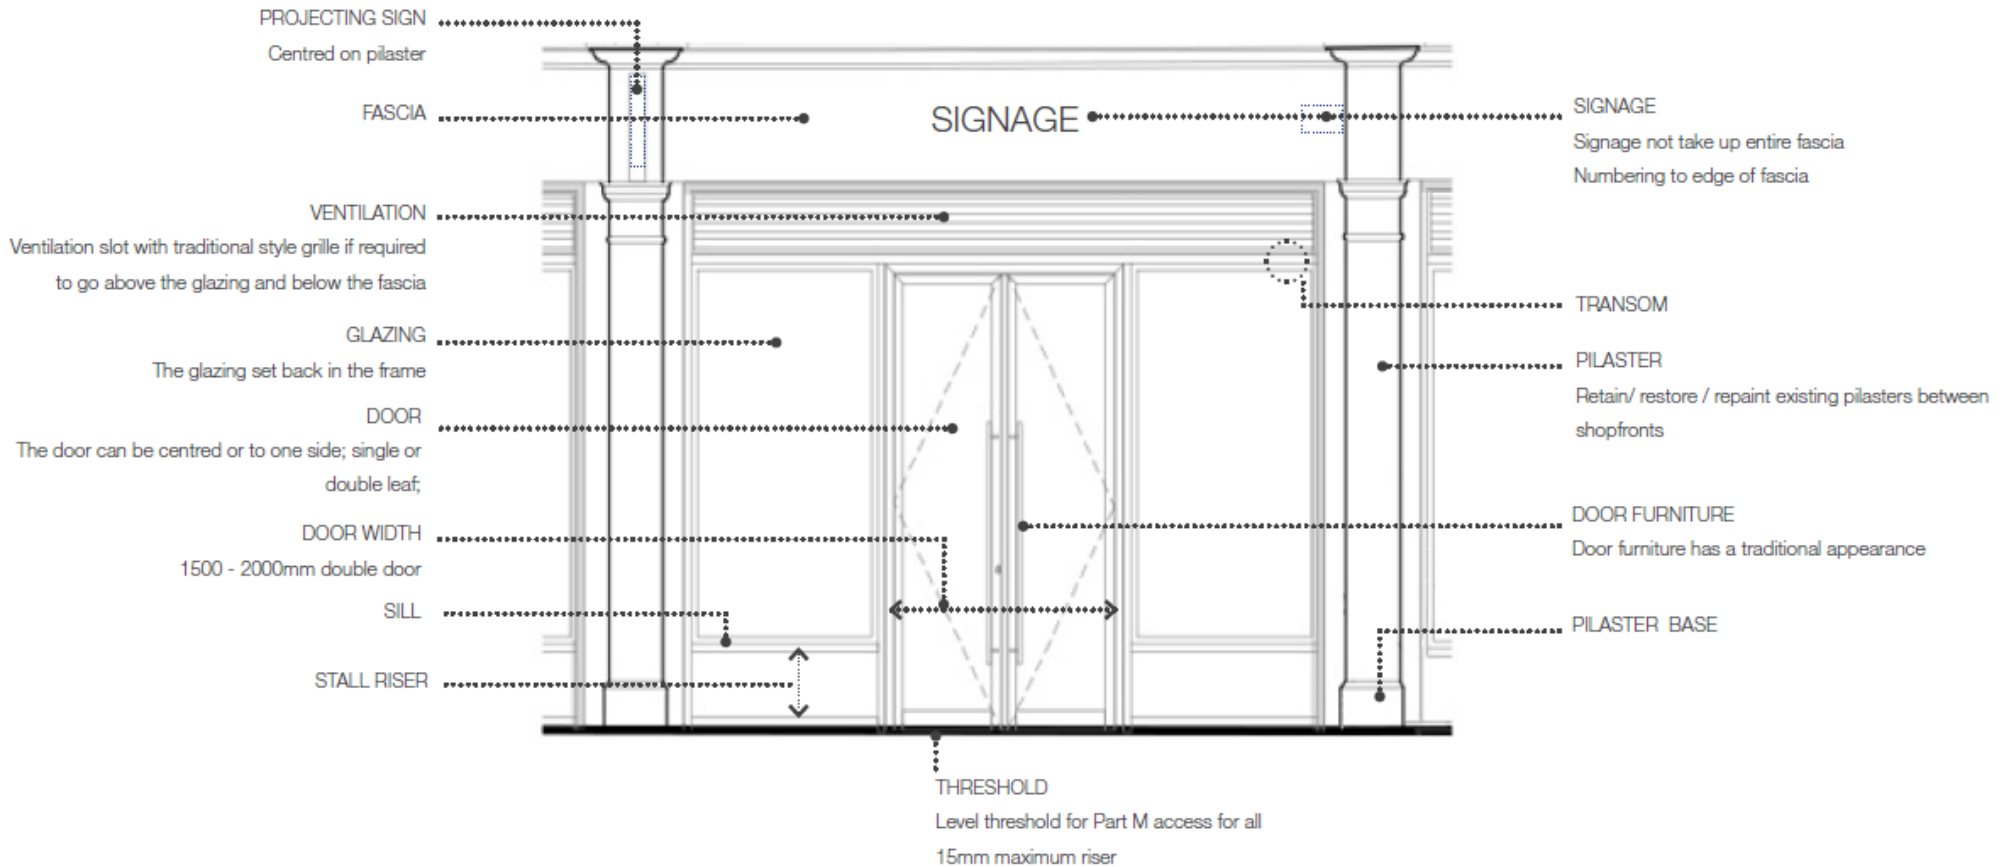 PROJECTING SIGN
Centred on pilaster
FASCIA
VENTILATION
Ventilation slot with traditional style grille if required
to go above the glazing and below the fascia
GLAZING
The glazing set back in the frame
DOOR
The door can be centred or to one side; single or
double leaf;
DOOR WIDTH
1500 - 2000mm double door
SILL
STALL RISER
SIGNAGE
THRESHOLD
Level threshold for Part M access for all
15mm maximum riser
SIGNAGE
Signage not take up entire fascia
Numbering to edge of fascia
TRANSOM
PILASTER
Retain/ restore / repaint existing pilasters between
shopfronts
DOOR FURNITURE
Door furniture has a traditional appearance
PILASTER BASE